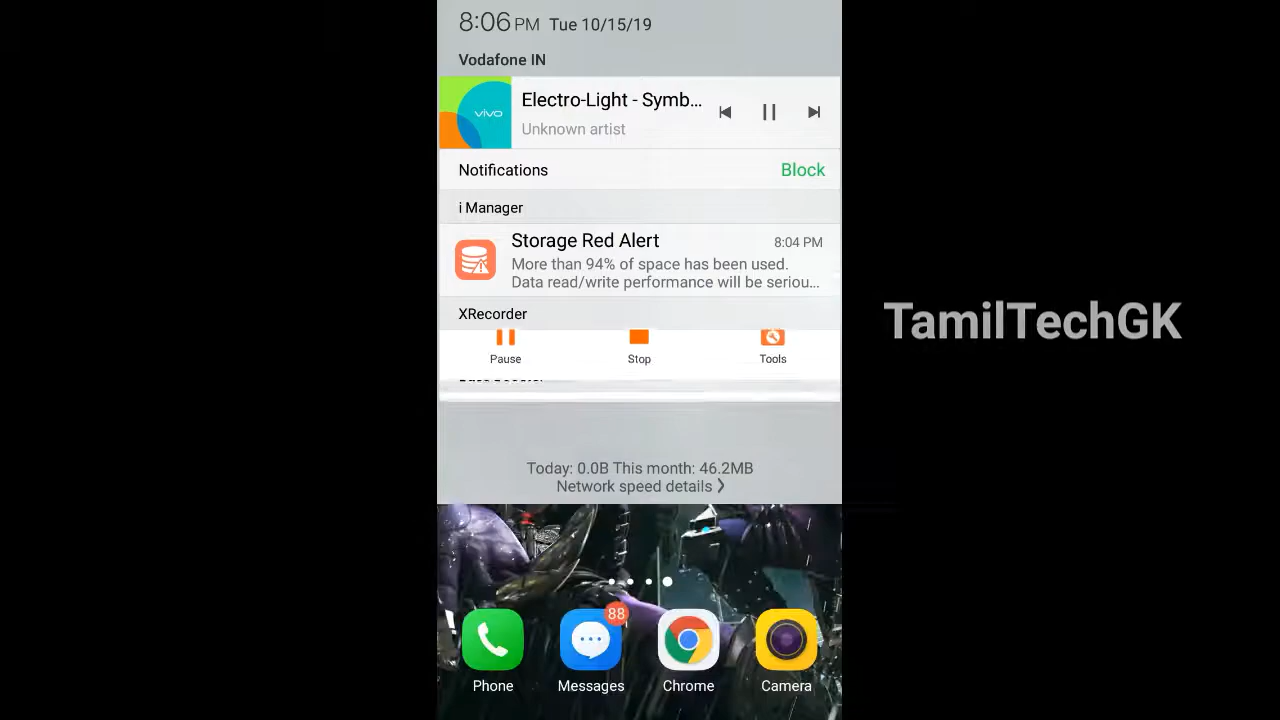 8:06 PM Tue 10/15/19
Vodafone IN
vivo
Electro-Light - Symb...
Unknown artist
Notifications
Block
i Manager
Storage Red Alert
8:04 PM
More than 94% of space has been used.
Data read/write performance will be seriou...
XRecorder
Pause
Stop
Tools
TamilTechGK
Today: 0.0B This month: 46.2MB
Network speed details
88
Phone
Messages
Chrome
Camera